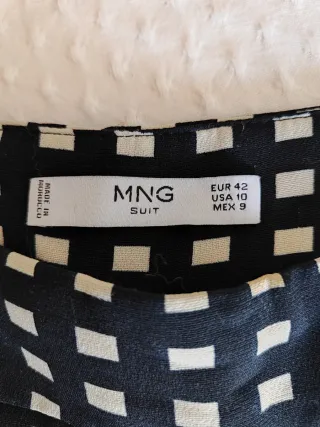 MADE IN
MOROCCO
MNG
SUIT
EUR 42
USA 10
MEX 9